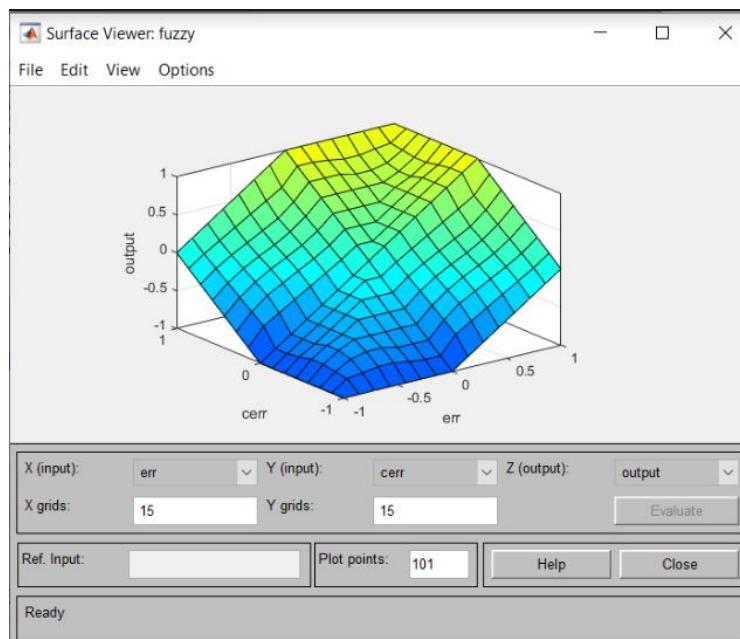 Surface Viewer: fuzzy
File Edit View Options
1
0.5
0
-0.5
-1
output
1
0
-1
cerr
-1
-0.5
0
0.5
1
err
X (input): err Y (input): cerr Z (output): output
X grids: 15 Y grids: 15 Evaluate
Ref. Input: Plot points: 101 Help Close
Ready